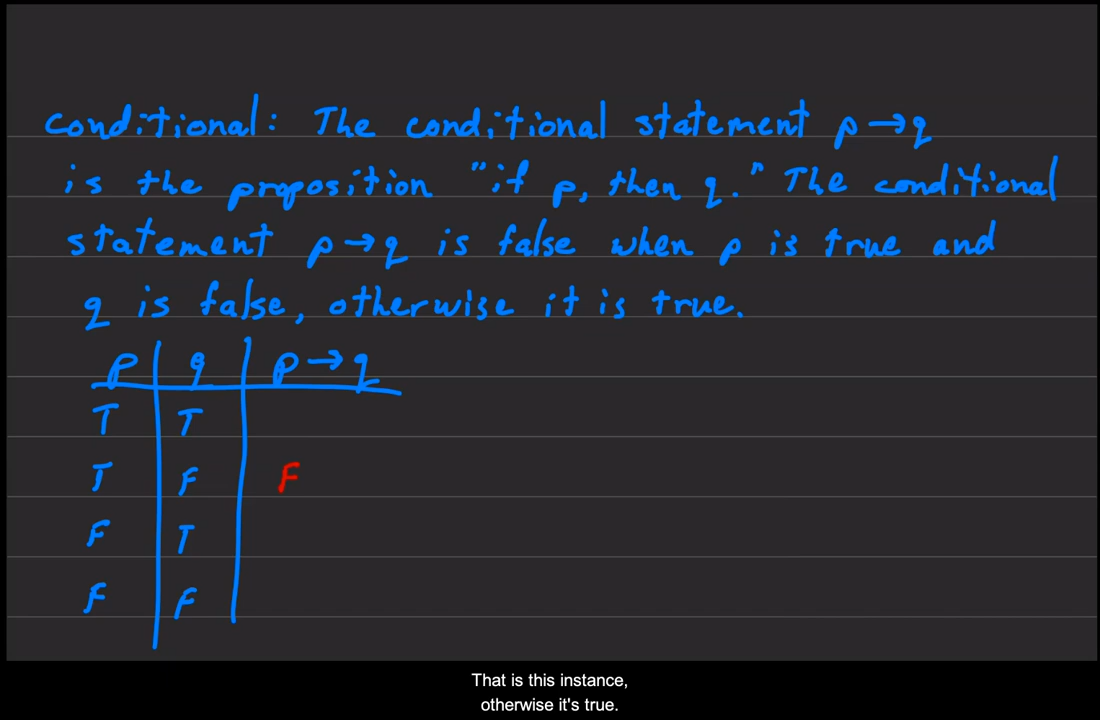 conditional: The conditional statement p→q
is the proposition "if p, then q." The conditional
statement p→q is false when p is true and
q is false, otherwise it is true.
p q p→q
T T
T F F
F T
F F
That is this instance,
otherwise it's true.